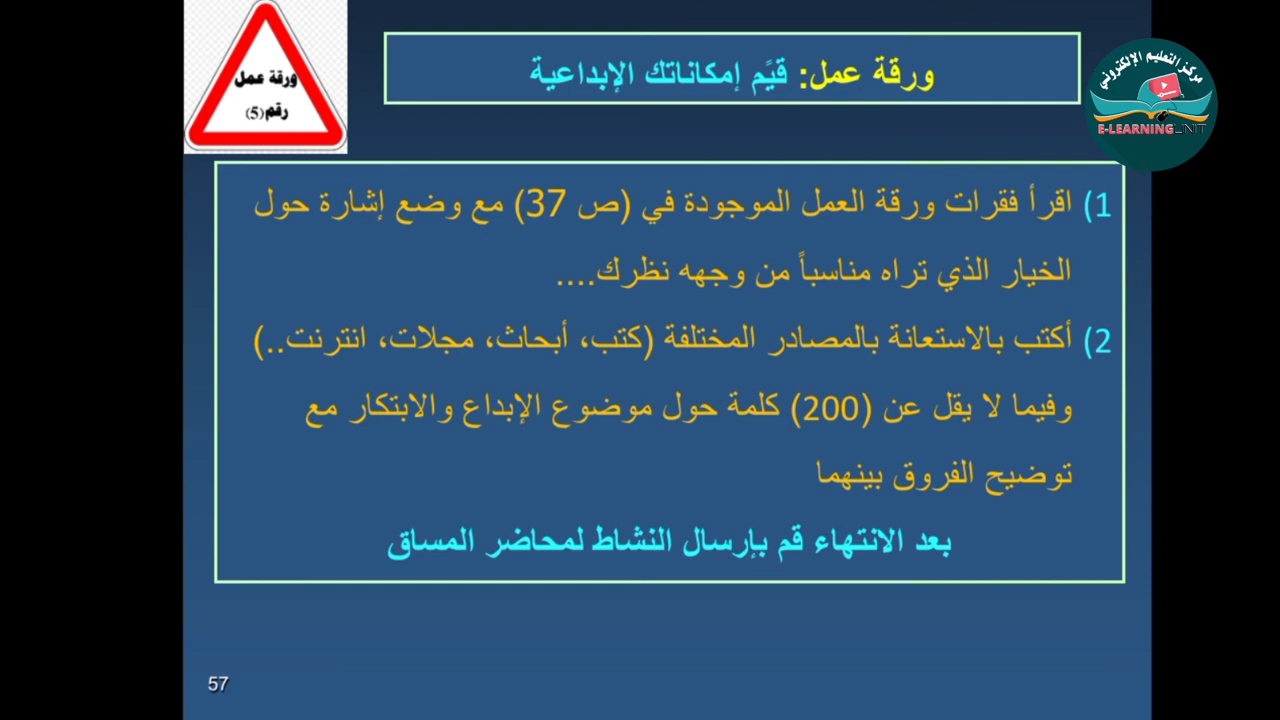 ورقة عمل
رقم(5)
ورقة عمل: قيِّم إمكاناتك الإبداعية
مركز التعليم الإلكتروني
E-LEARNING UNIT
1) اقرأ فقرات ورقة العمل الموجودة في (ص 37) مع وضع إشارة حول
الخيار الذي تراه مناسباً من وجهه نظرك....
2) أكتب بالاستعانة بالمصادر المختلفة (كتب، أبحاث، مجلات، انترنت..)
وفيما لا يقل عن (200) كلمة حول موضوع الإبداع والابتكار مع
توضيح الفروق بينهما
بعد الانتهاء قم بإرسال النشاط لمحاضر المساق
57